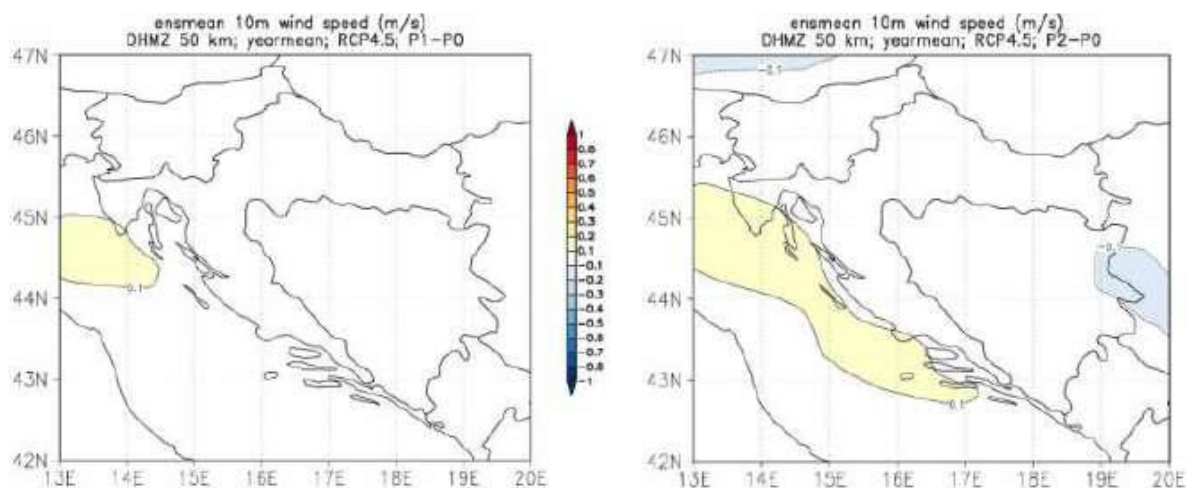 ensmean 10m wind speed (m/s)
DHMZ 50 km; yearmean; RCP4.5; P1-P0
47N
46N
45N
44N
43N
42N
13E 14E 15E 16E 17E 18E 19E 20E
0.1
1
0.8
0.7
0.6
0.5
0.4
0.3
0.2
0.1
-0.1
-0.2
-0.3
-0.4
-0.5
-0.6
-0.7
-0.8
-1
ensmean 10m wind speed (m/s)
DHMZ 50 km; yearmean; RCP4.5; P2-P0
47N
46N
45N
44N
43N
42N
13E 14E 15E 16E 17E 18E 19E 20E
-0.1
-0.1
0.1